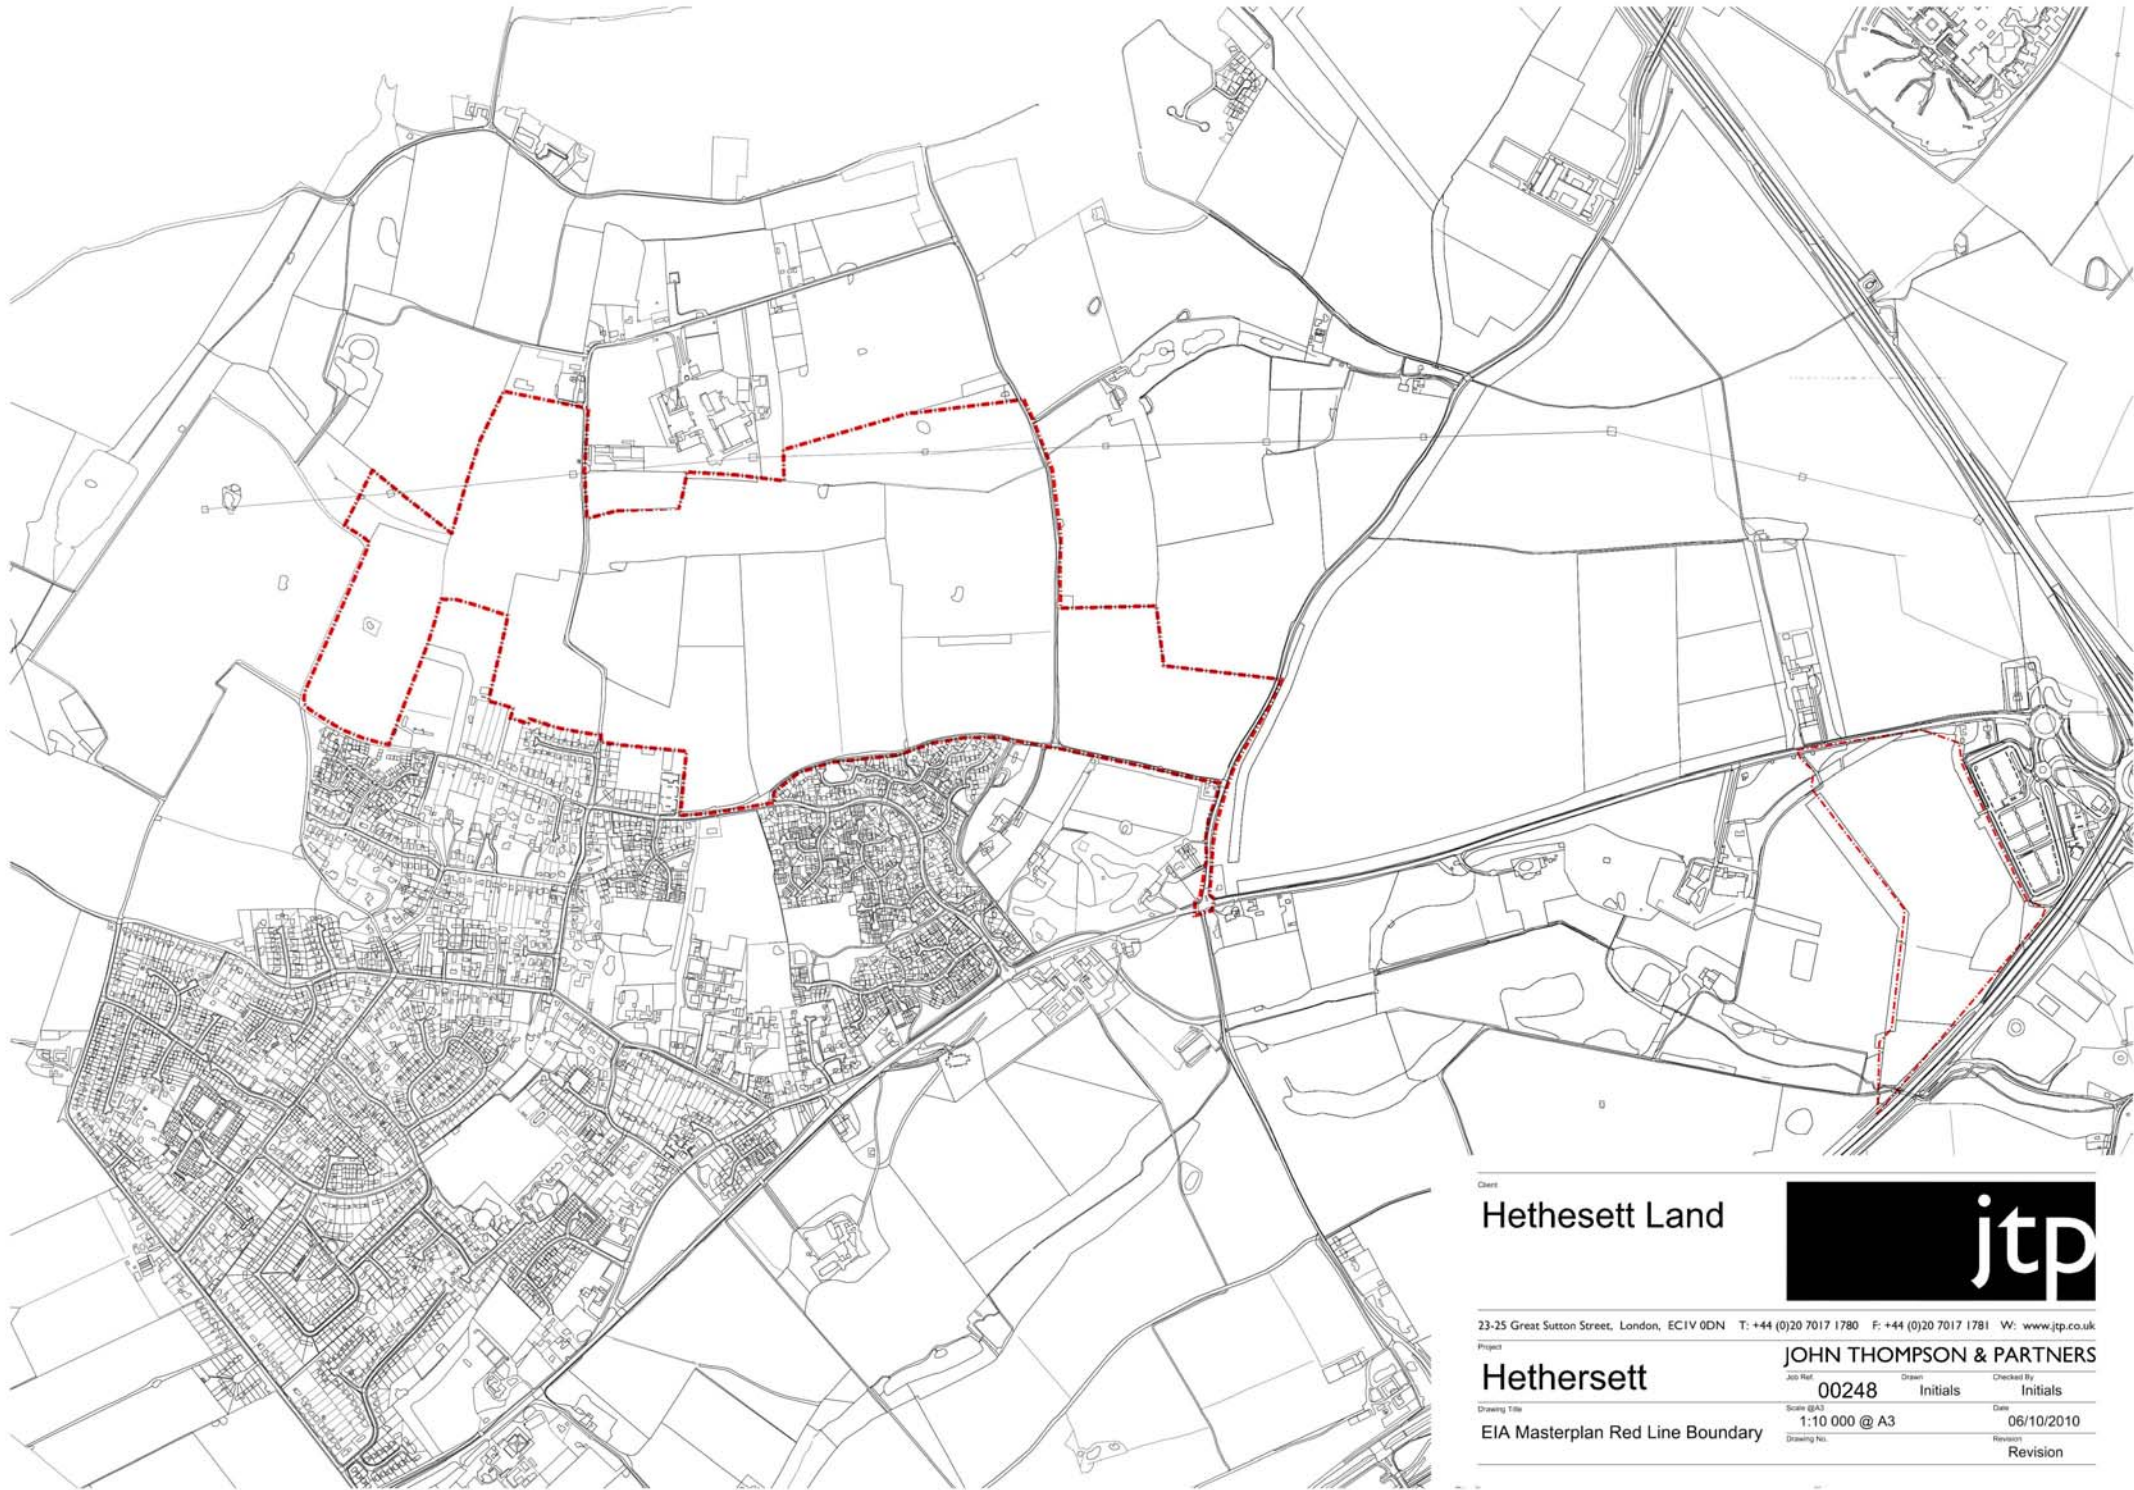 Client
Hethesett Land
jtp
23-25 Great Sutton Street, London, EC1V 0DN T: +44 (0)20 7017 1780 F: +44 (0)20 7017 1781 W: www.jtp.co.uk
Project
Hethersett
JOHN THOMPSON & PARTNERS
Job Ref. Drawn Checked By
00248 Initials Initials
Drawing Title
EIA Masterplan Red Line Boundary
Scale @A3 Date
1:10 000 @ A3 06/10/2010
Drawing No. Revision
Revision